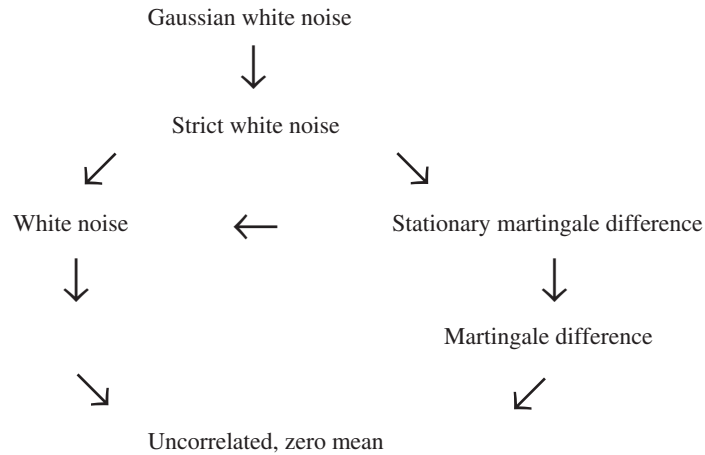 Gaussian white noise
Strict white noise
White noise
Stationary martingale difference
Martingale difference
Uncorrelated, zero mean